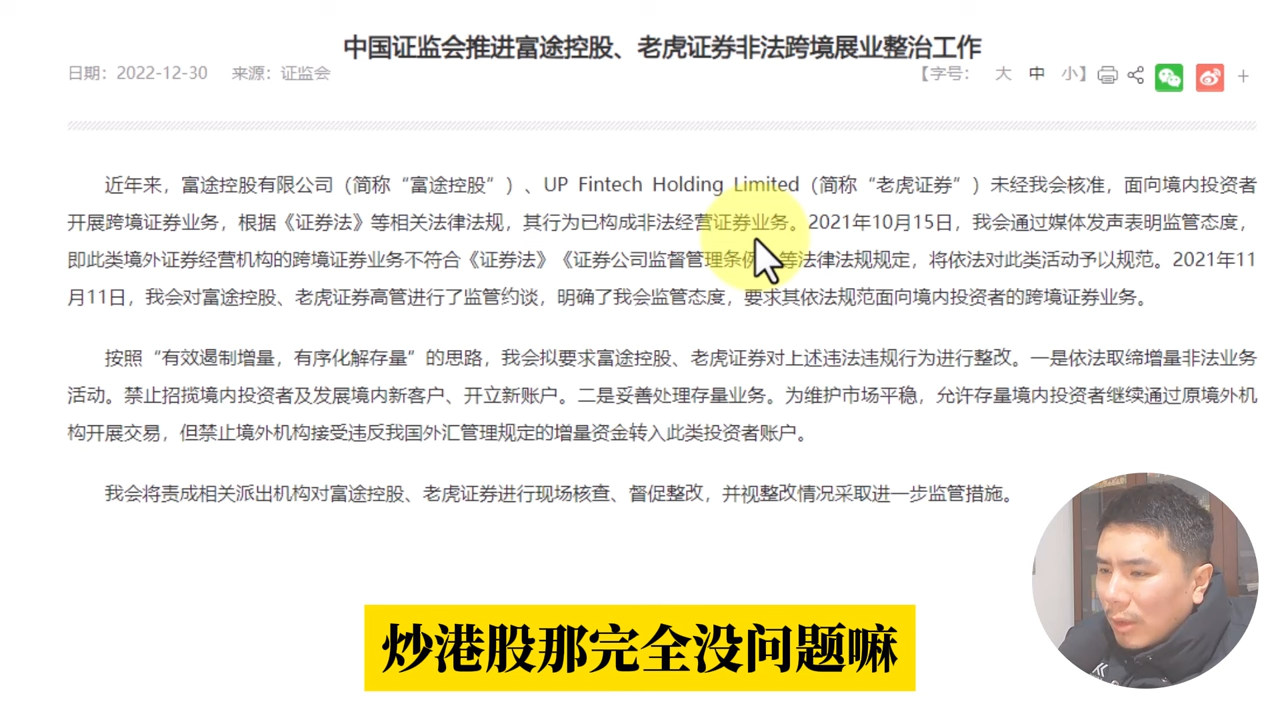 中国证监会推进富途控股、老虎证券非法跨境展业整治工作
日期：2022-12-30 来源：证监会 【字号： 大 中 小】
近年来，富途控股有限公司（简称“富途控股”）、UP Fintech Holding Limited（简称“老虎证券”）未经我会核准，面向境内投资者
开展跨境证券业务，根据《证券法》等相关法律法规，其行为已构成非法经营证券业务。2021年10月15日，我会通过媒体发声表明监管态度，
即此类境外证券经营机构的跨境证券业务不符合《证券法》《证券公司监督管理条例》等法律法规规定，将依法对此类活动予以规范。2021年11
月11日，我会对富途控股、老虎证券高管进行了监管约谈，明确了我会监管态度，要求其依法规范面向境内投资者的跨境证券业务。
按照“有效遏制增量，有序化解存量”的思路，我会拟要求富途控股、老虎证券对上述违法违规行为进行整改。一是依法取缔增量非法业务
活动。禁止招揽境内投资者及发展境内新客户、开立新账户。二是妥善处理存量业务。为维护市场平稳，允许存量境内投资者继续通过原境外机
构开展交易，但禁止境外机构接受违反我国外汇管理规定的增量资金转入此类投资者账户。
我会将责成相关派出机构对富途控股、老虎证券进行现场核查、督促整改，并视整改情况采取进一步监管措施。
炒港股那完全没问题嘛